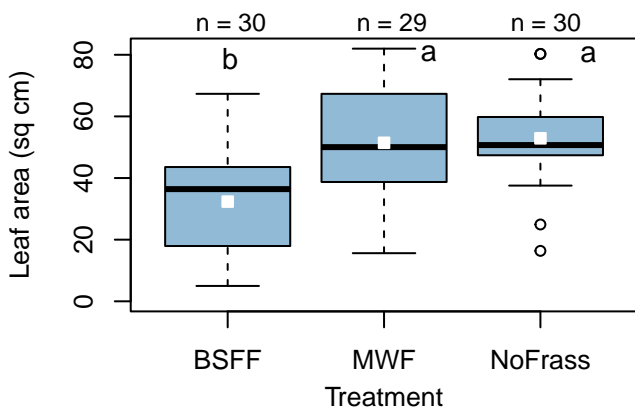 n = 30 n = 29 n = 30
b a a
80
60
40
20
0
Leaf area (sq cm)
BSFF MWF NoFrass
Treatment